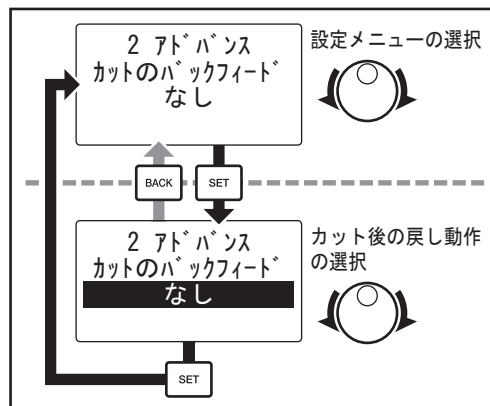 2 ｱﾄﾞﾊﾞﾝｽ
ｶｯﾄのﾊﾞｯｸﾌｨｰﾄﾞ
なし
設定メニューの選択
BACK
SET
2 ｱﾄﾞﾊﾞﾝｽ
ｶｯﾄのﾊﾞｯｸﾌｨｰﾄﾞ
なし
カット後の戻し動作
の選択
SET